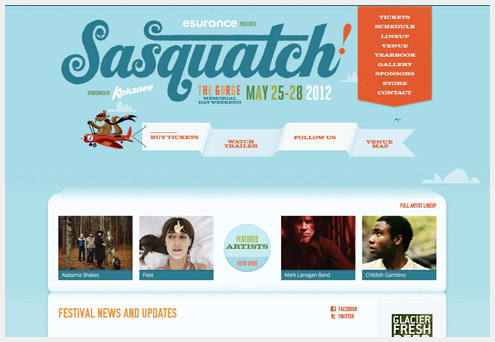 esurance PRESENTS
Sasquatch!
SPONSORED BY Kokanee
THE GORGE
MEMORIAL
DAY WEEKEND
MAY 25-28 2012
TICKETS
SCHEDULE
LINEUP
VENUE
YEARBOOK
GALLERY
SPONSORS
STORE
CONTACT
BUY TICKETS
WATCH
TRAILER
FOLLOW US
VENUE
MAP
FULL ARTIST LINEUP
Alabama Shakes
Feist
FEATURED
ARTISTS
VIEW MORE
Mark Lanegan Band
Childish Gambino
FESTIVAL NEWS AND UPDATES
FACEBOOK
TWITTER
GLACIER
FRESH